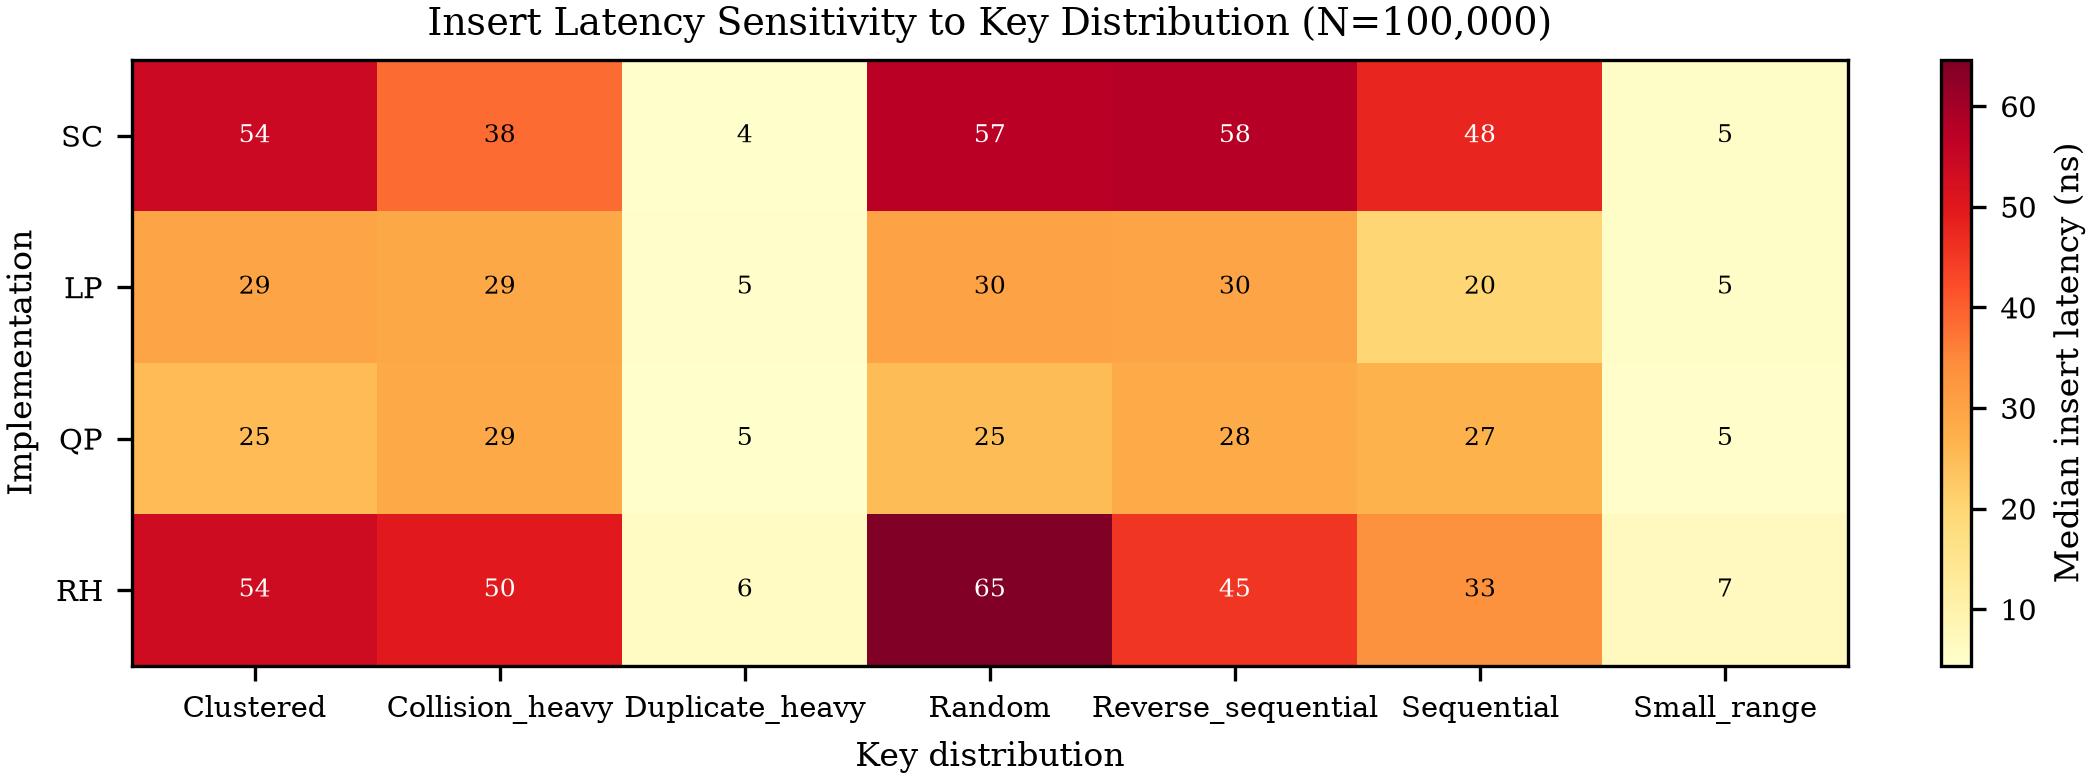 Insert Latency Sensitivity to Key Distribution (N=100,000)
Implementation
SC 54 38 4 57 58 48 5
LP 29 29 5 30 30 20 5
QP 25 29 5 25 28 27 5
RH 54 50 6 65 45 33 7
Clustered Collision_heavy Duplicate_heavy Random Reverse_sequential Sequential Small_range
Key distribution
60
50
40
30
20
10
Median insert latency (ns)